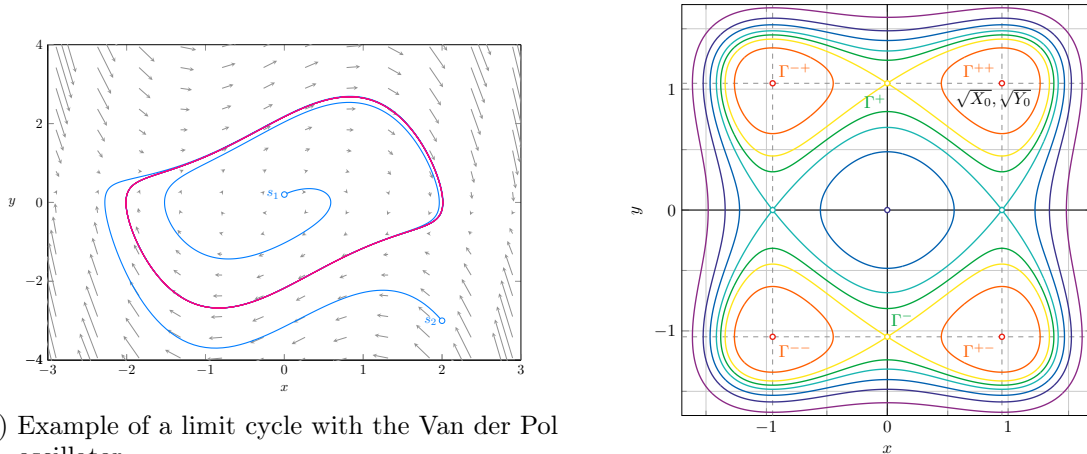 4
2
y
0
−2
−4
−3
−2
−1
0
1
2
3
x
s1
s2
) Example of a limit cycle with the Van der Pol
Γ−+
Γ++
√X0, √Y0
Γ+
Γ−
Γ−−
Γ+−
1
0
−1
y
−1
0
1
x